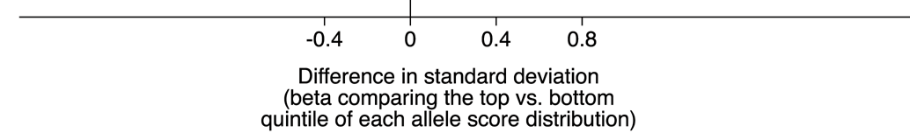 -0.4 0 0.4 0.8
Difference in standard deviation
(beta comparing the top vs. bottom
quintile of each allele score distribution)